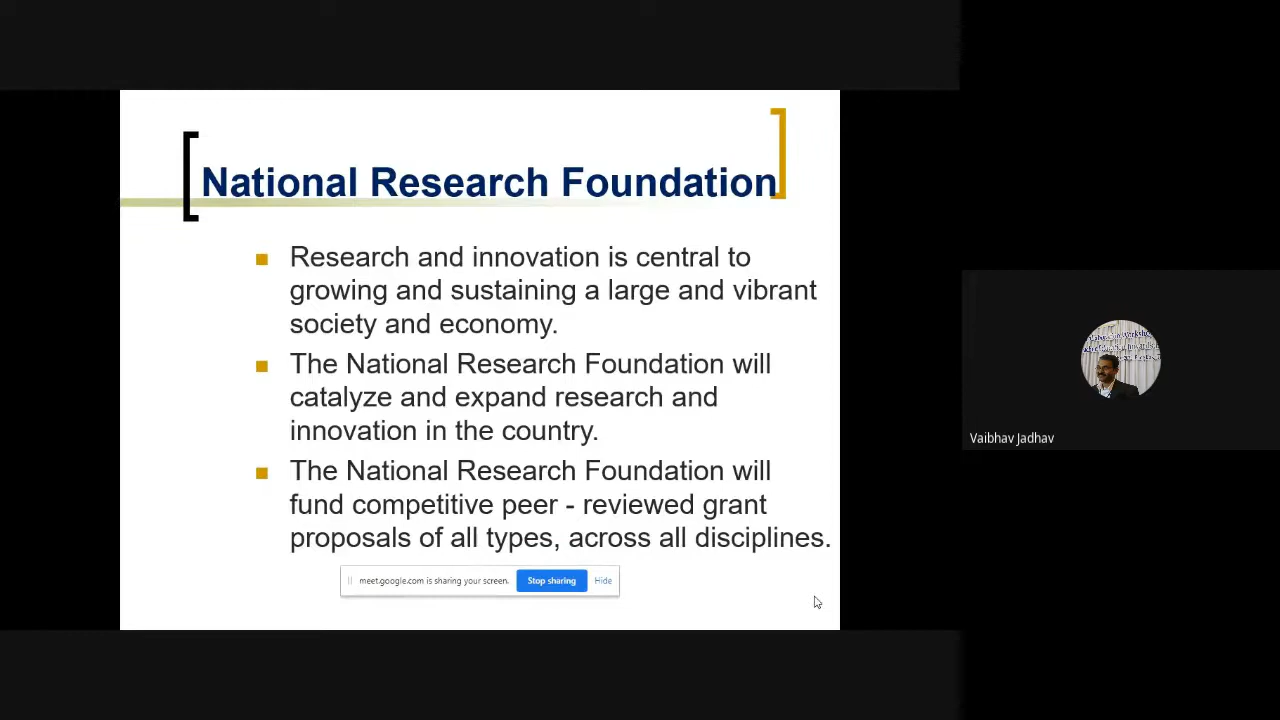 National Research Foundation
Research and innovation is central to
growing and sustaining a large and vibrant
society and economy.
The National Research Foundation will
catalyze and expand research and
innovation in the country.
The National Research Foundation will
fund competitive peer - reviewed grant
proposals of all types, across all disciplines.
meet.google.com is sharing your screen. Stop sharing Hide
Vaibhav Jadhav